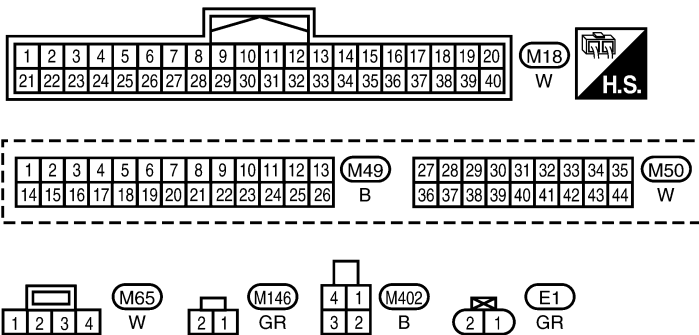 1 2 3 4 5 6 7 8 9 10 11 12 13 14 15 16 17 18 19 20 M18
21 22 23 24 25 26 27 28 29 30 31 32 33 34 35 36 37 38 39 40 W
H.S.
1 2 3 4 5 6 7 8 9 10 11 12 13 M49
14 15 16 17 18 19 20 21 22 23 24 25 26 B
27 28 29 30 31 32 33 34 35 M50
36 37 38 39 40 41 42 43 44 W
M65
1 2 3 4 W
M146
2 1 GR
4 1 M402
3 2 B
E1
2 1 GR